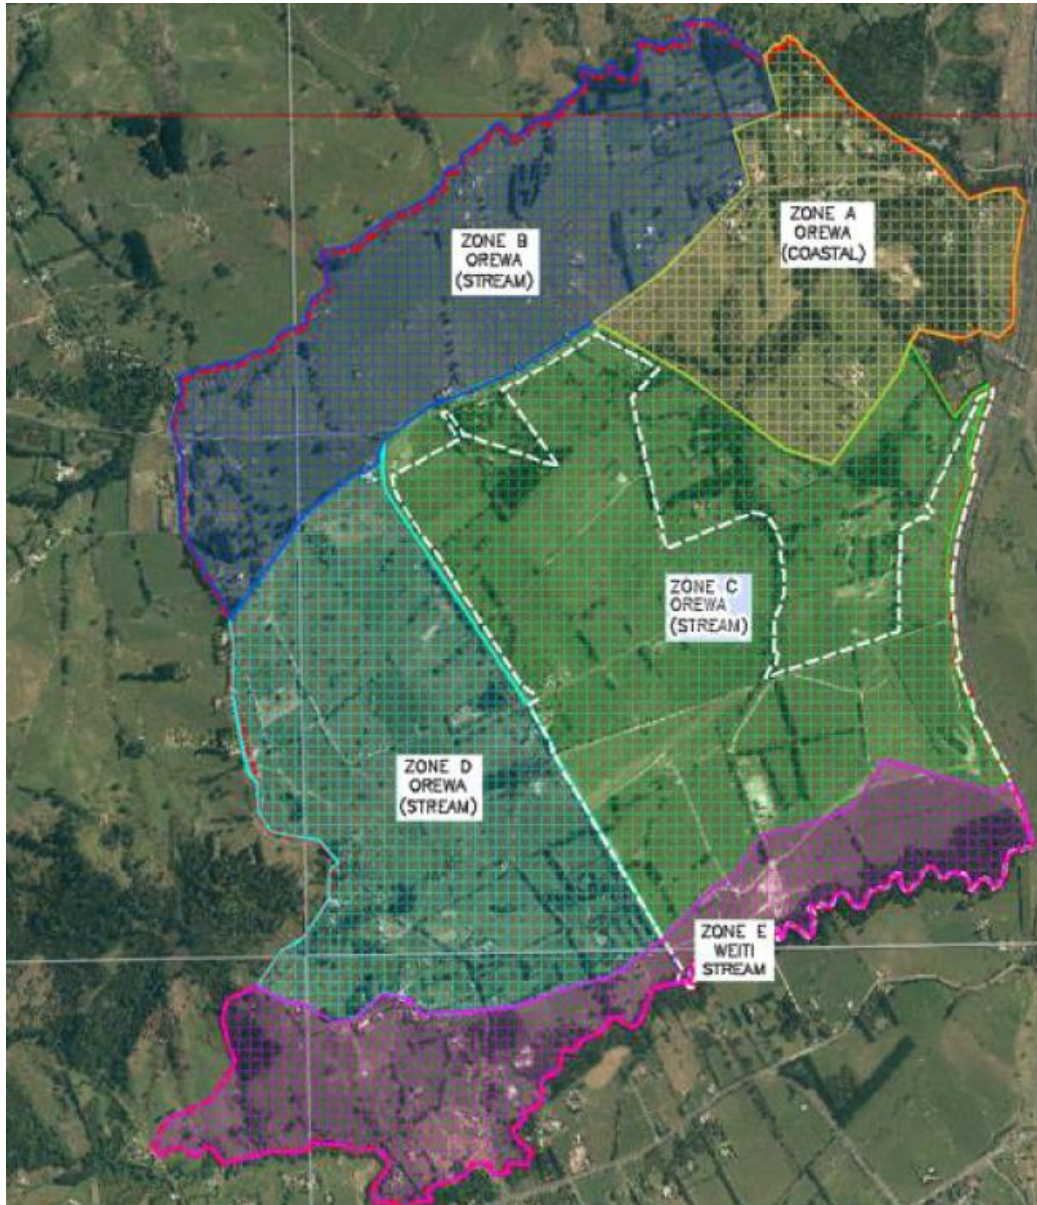 ZONE A
OREWA
(COASTAL)
ZONE B
OREWA
(STREAM)
ZONE C
OREWA
(STREAM)
ZONE D
OREWA
(STREAM)
ZONE E
WEITI
STREAM